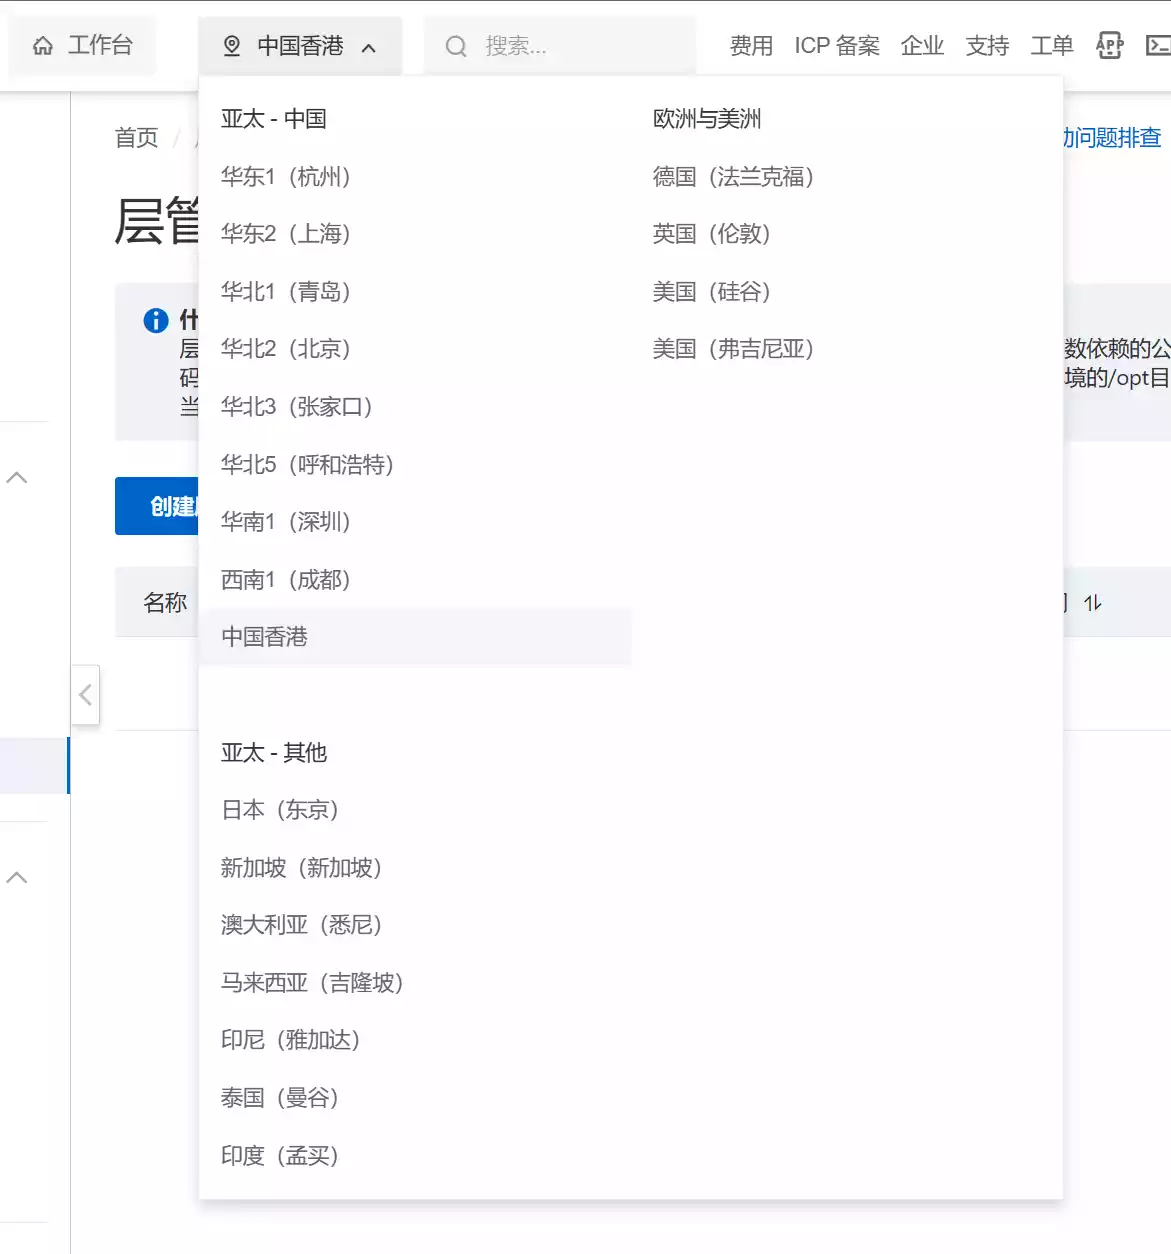 工作台
中国香港
搜索...
费用
ICP 备案
企业
支持
工单
APP
首页 /
动问题排查
层管
什
层
码
当
数依赖的公
境的/opt目
创建
名称
亚太 - 中国
华东1（杭州）
华东2（上海）
华北1（青岛）
华北2（北京）
华北3（张家口）
华北5（呼和浩特）
华南1（深圳）
西南1（成都）
中国香港
亚太 - 其他
日本（东京）
新加坡（新加坡）
澳大利亚（悉尼）
马来西亚（吉隆坡）
印尼（雅加达）
泰国（曼谷）
印度（孟买）
欧洲与美洲
德国（法兰克福）
英国（伦敦）
美国（硅谷）
美国（弗吉尼亚）